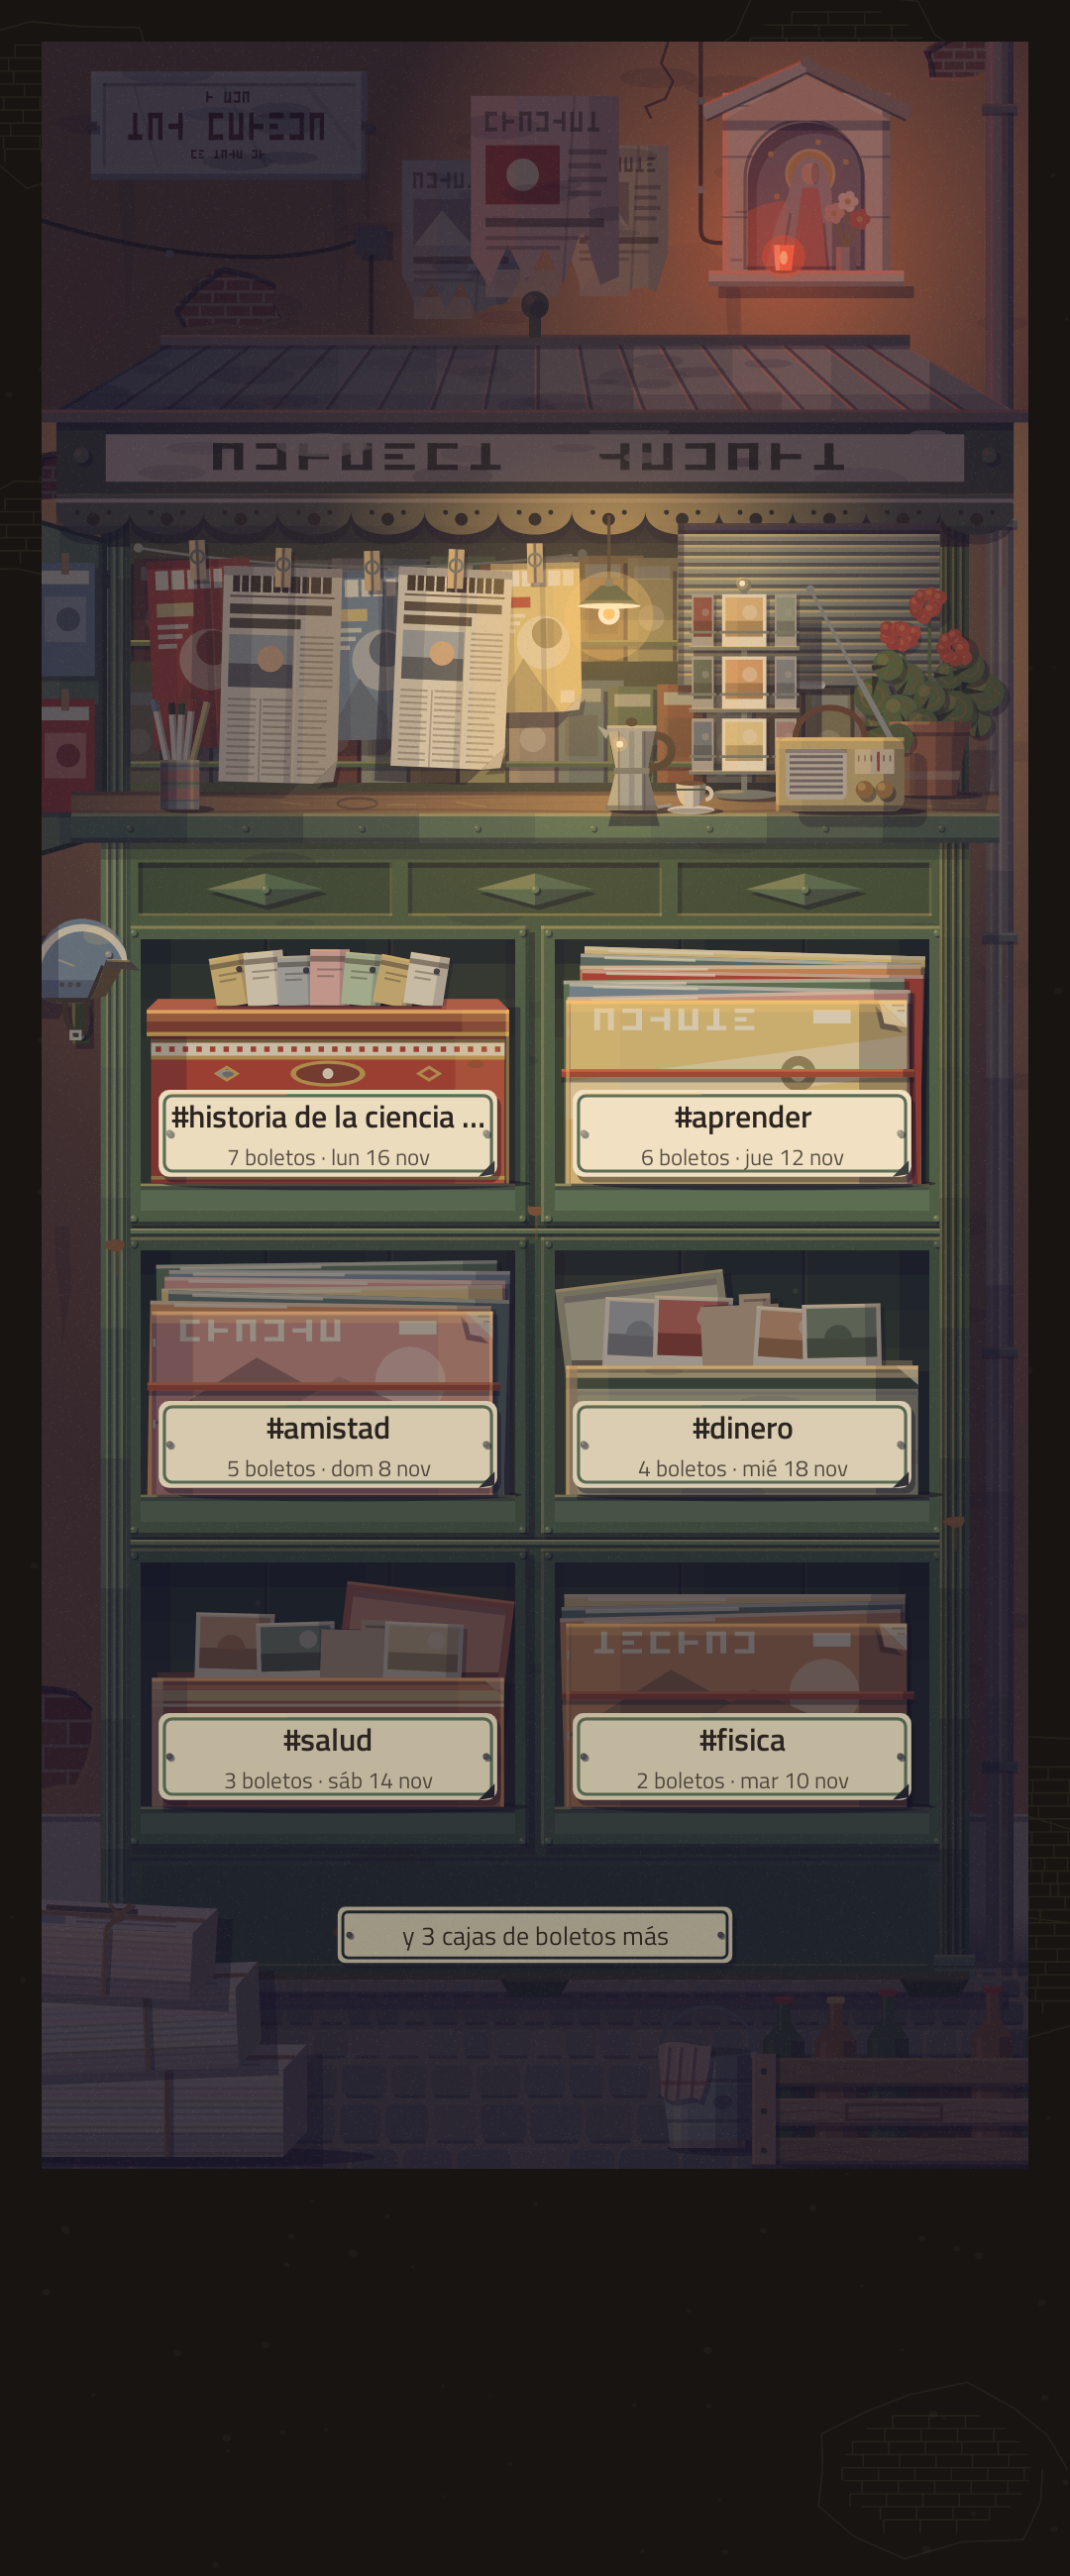 #historia de la ciencia ...
7 boletos · lun 16 nov
#aprender
6 boletos · jue 12 nov
#amistad
5 boletos · dom 8 nov
#dinero
4 boletos · mié 18 nov
#salud
3 boletos · sáb 14 nov
#fisica
2 boletos · mar 10 nov
y 3 cajas de boletos más